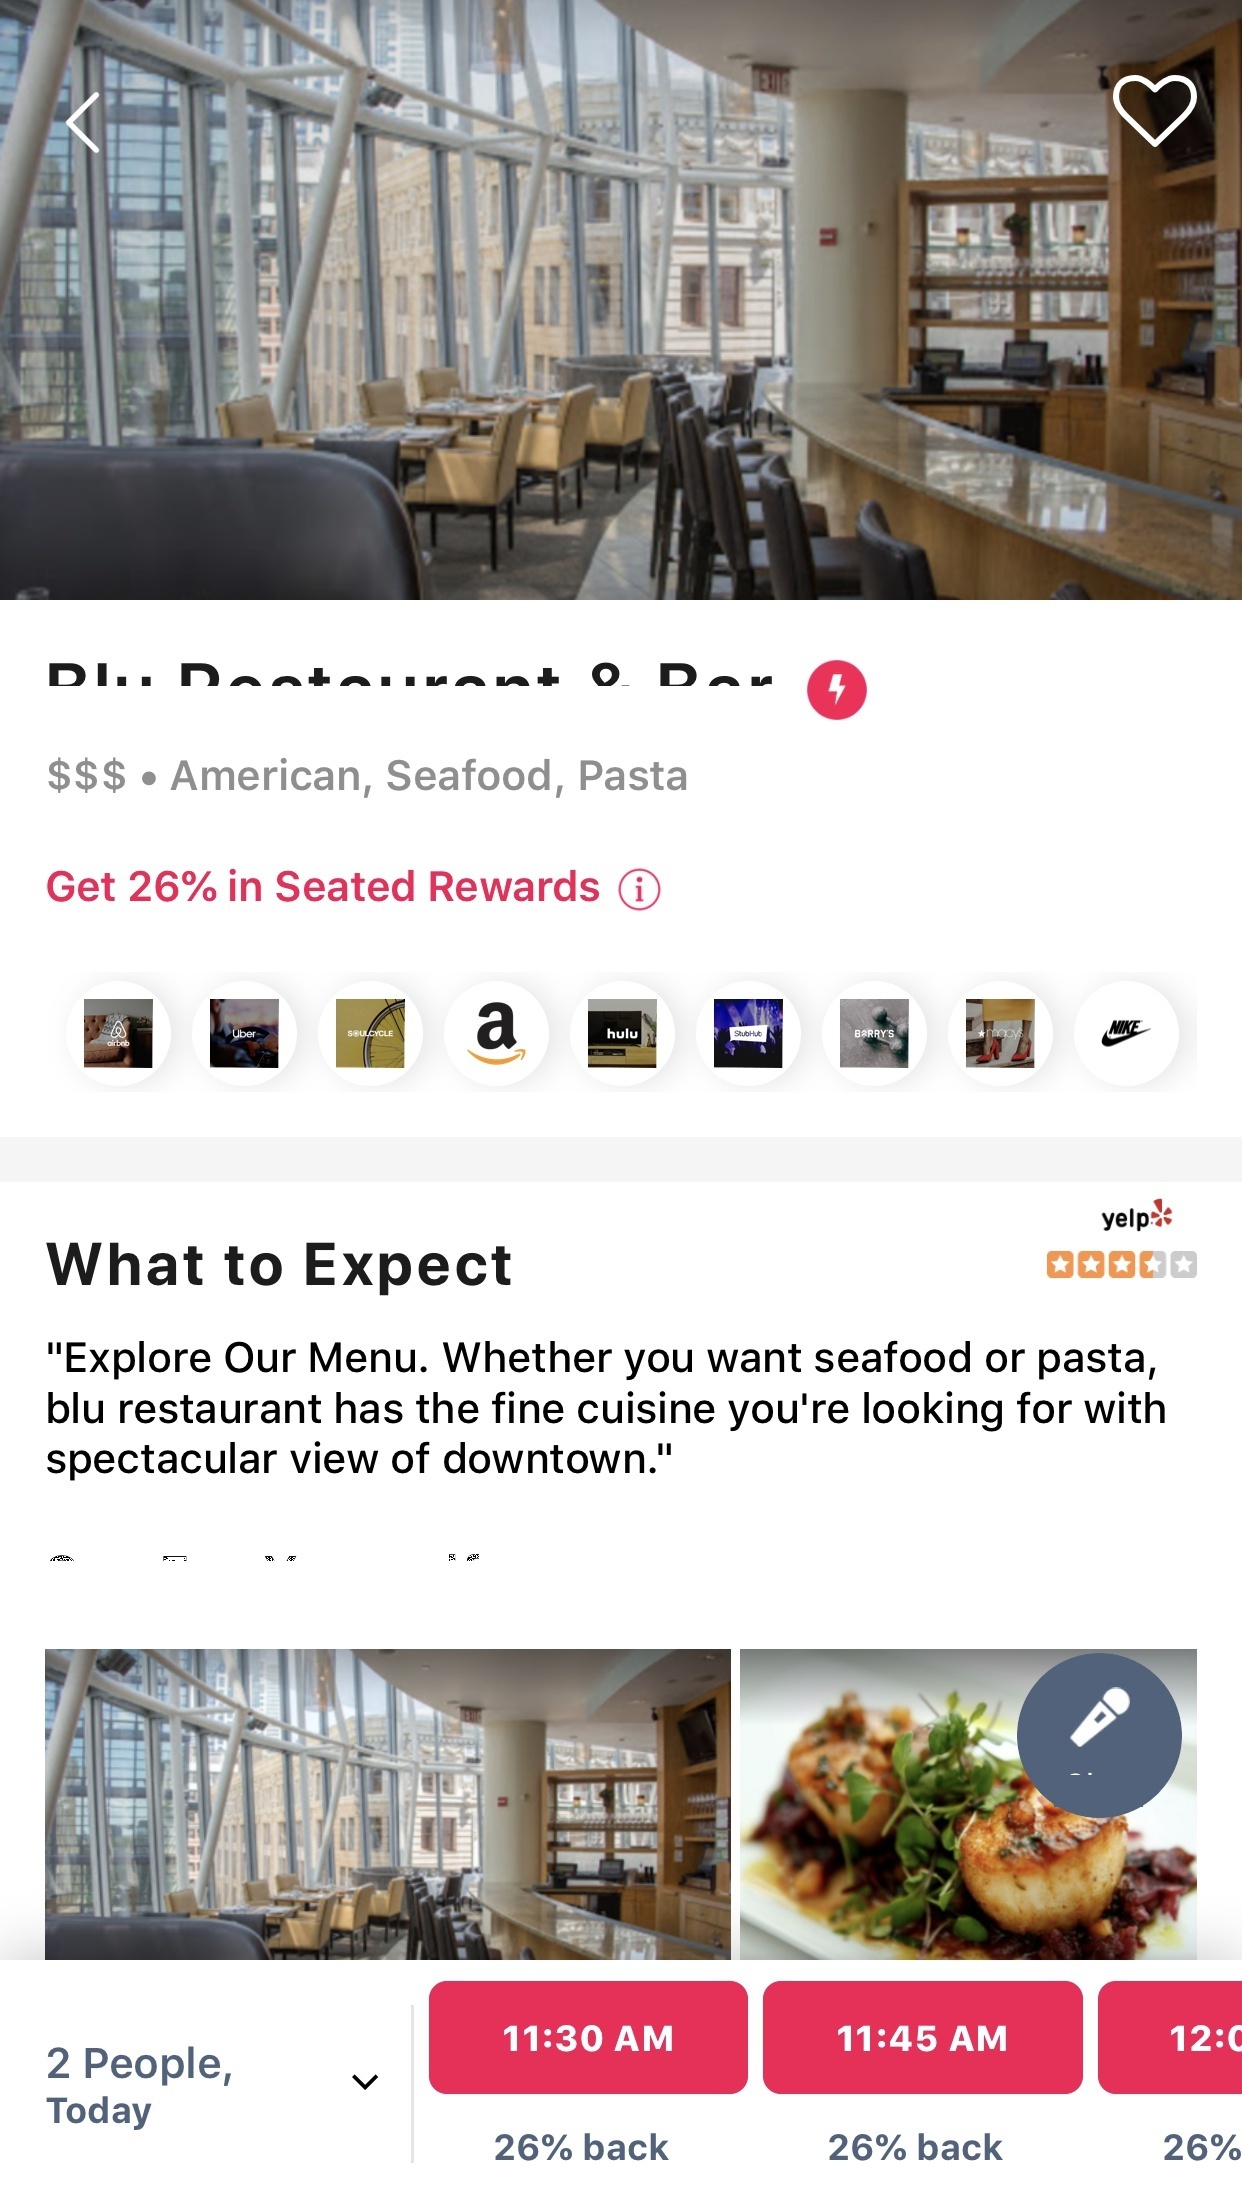 EXIT
Blu Restaurant & Bar
$$$ • American, Seafood, Pasta
Get 26% in Seated Rewards
airbnb
Uber
SOULCYCLE
a
hulu
StubHub
BARRY'S
macys
NIKE
yelp
What to Expect
"Explore Our Menu. Whether you want seafood or pasta,
blu restaurant has the fine cuisine you're looking for with
spectacular view of downtown."
2 People,
Today
11:30 AM
11:45 AM
12:0
26% back
26% back
26%